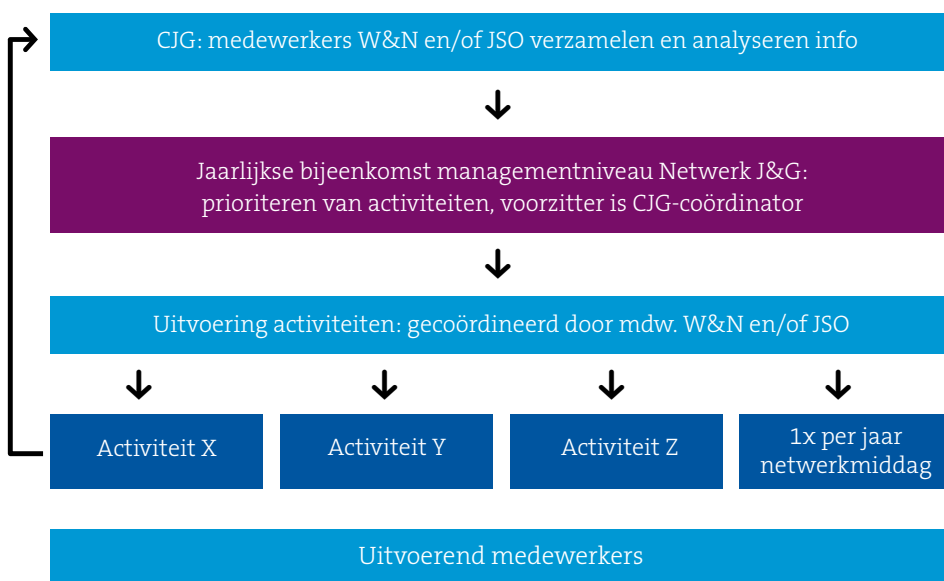 CJG: medewerkers W&N en/of JSO verzamelen en analyseren info
Jaarlijkse bijeenkomst managementniveau Netwerk J&G:
prioriteren van activiteiten, voorzitter is CJG-coördinator
Uitvoering activiteiten: gecoördineerd door mdw. W&N en/of JSO
Activiteit X
Activiteit Y
Activiteit Z
1x per jaar
netwerkmiddag
Uitvoerend medewerkers